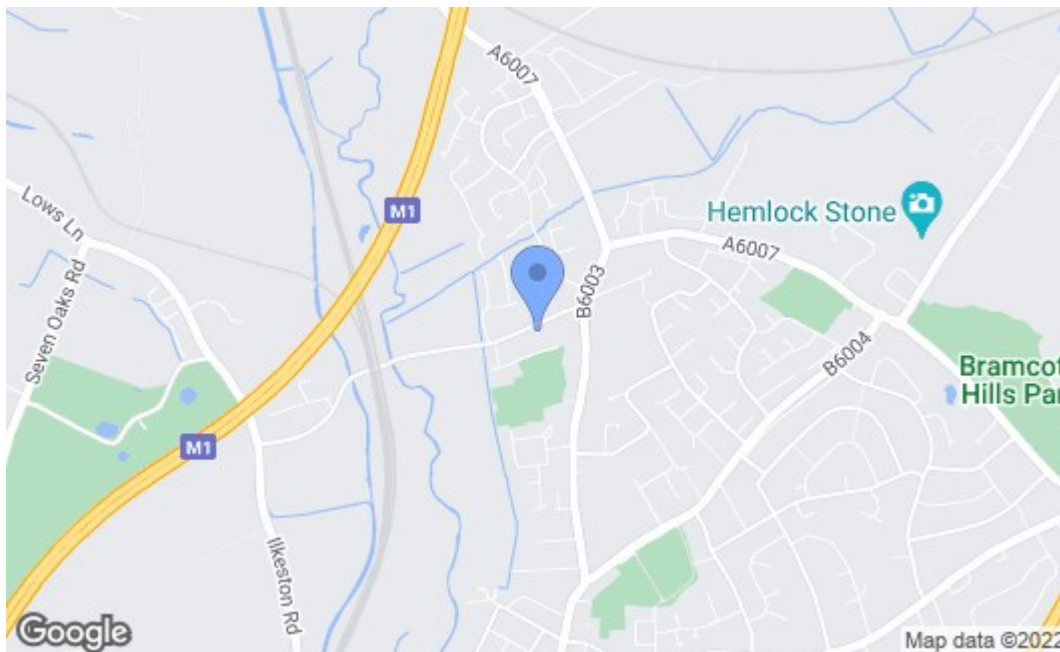 A6007
Lows Ln
M1
Hemlock Stone
A6007
Seven Oaks Rd
B6003
B6004
Bramcot
Hills Par
M1
Ilkeston Rd
Google
Map data ©2022